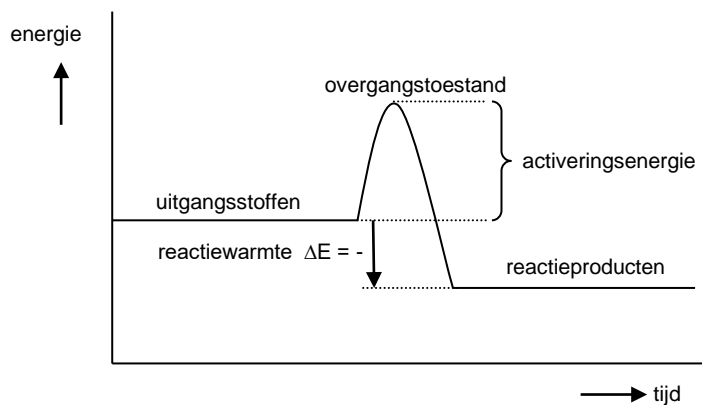 energie
overgangstoestand
activeringsenergie
uitgangsstoffen
reactiewarmte ΔE = -
reactieproducten
tijd